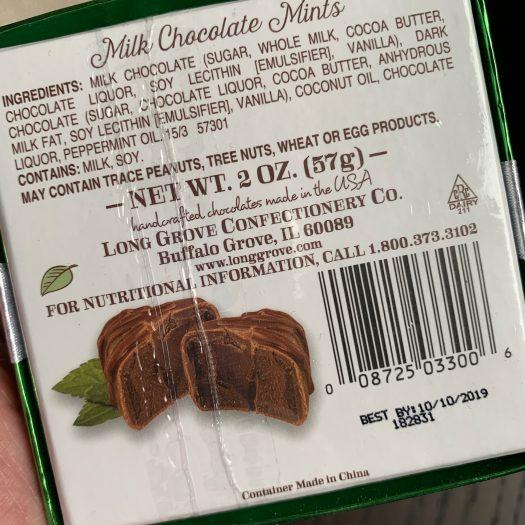 Milk Chocolate Mints
INGREDIENTS: MILK CHOCOLATE (SUGAR, WHOLE MILK, COCOA BUTTER,
CHOCOLATE LIQUOR, SOY LECITHIN [EMULSIFIER], VANILLA), DARK
CHOCOLATE (SUGAR, CHOCOLATE LIQUOR, COCOA BUTTER, ANHYDROUS
MILK FAT, SOY LECITHIN [EMULSIFIER], VANILLA), COCONUT OIL, CHOCOLATE
LIQUOR, PEPPERMINT OIL 15/3 57301
CONTAINS: MILK, SOY.
MAY CONTAIN TRACE PEANUTS, TREE NUTS, WHEAT OR EGG PRODUCTS.
NET WT. 2 OZ. (57g)
handcrafted chocolates made in the USA
LONG GROVE CONFECTIONERY CO.
Buffalo Grove, IL 60089
www.longgrove.com
FOR NUTRITIONAL INFORMATION, CALL 1.800.373.3102
DAIRY
211
0 08725 03300 6
BEST BY:10/10/2019
182831
Container Made in China